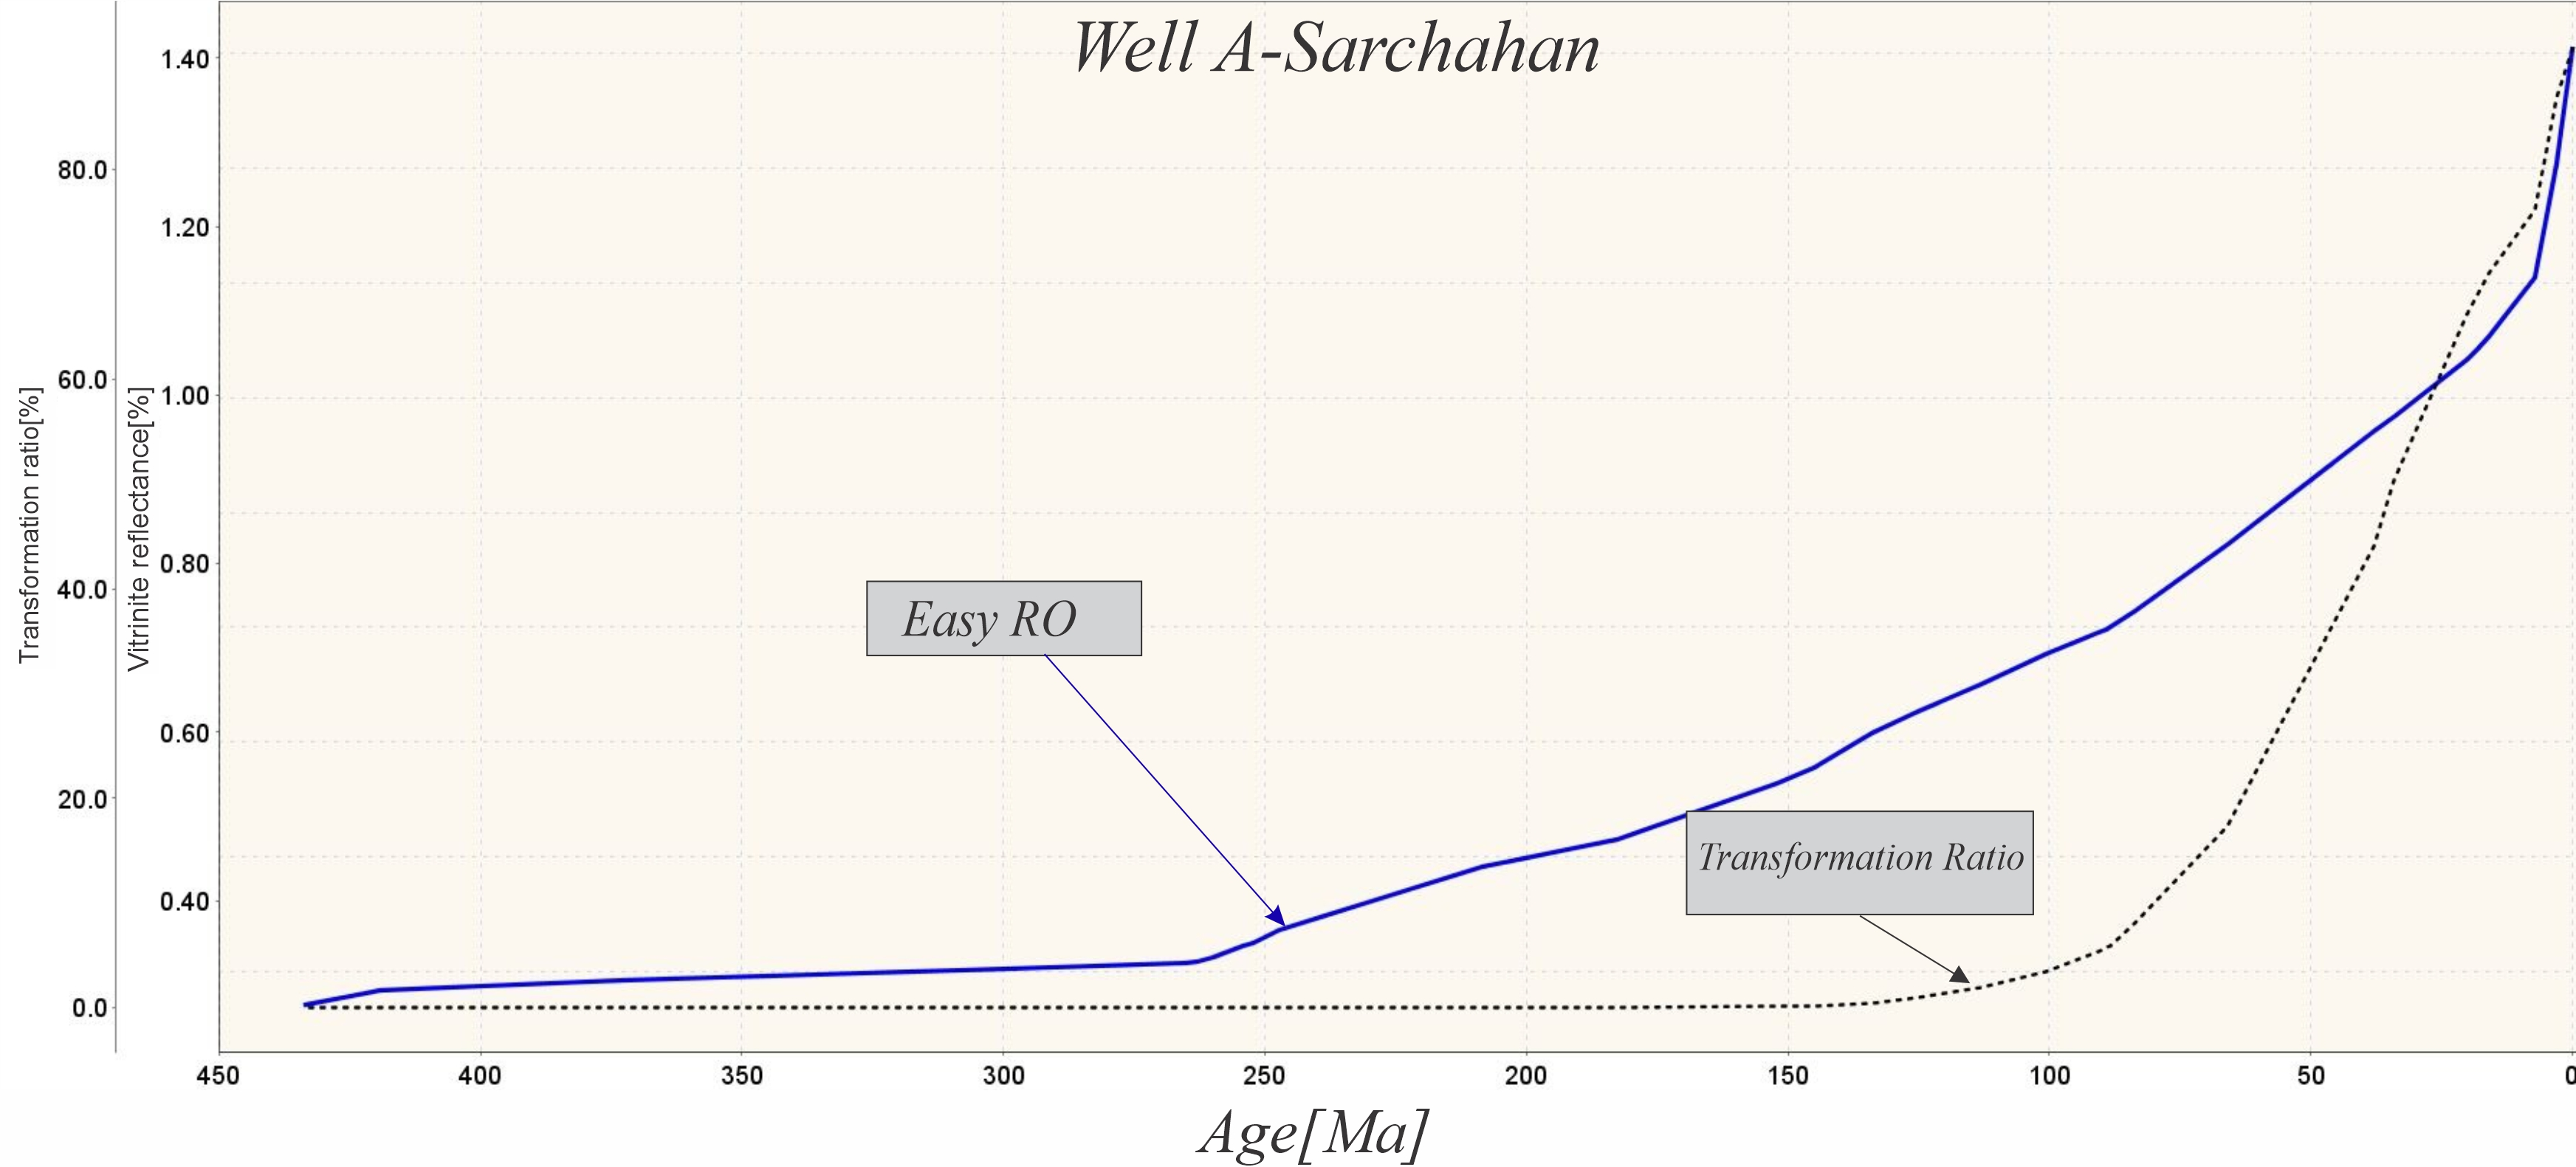 Well A-Sarchahan
Transformation ratio[%]
80.0
60.0
40.0
20.0
0.0
Vitrinite reflectance[%]
1.40
1.20
1.00
0.80
0.60
0.40
Easy RO
Transformation Ratio
450 400 350 300 250 200 150 100 50 0
Age[Ma]